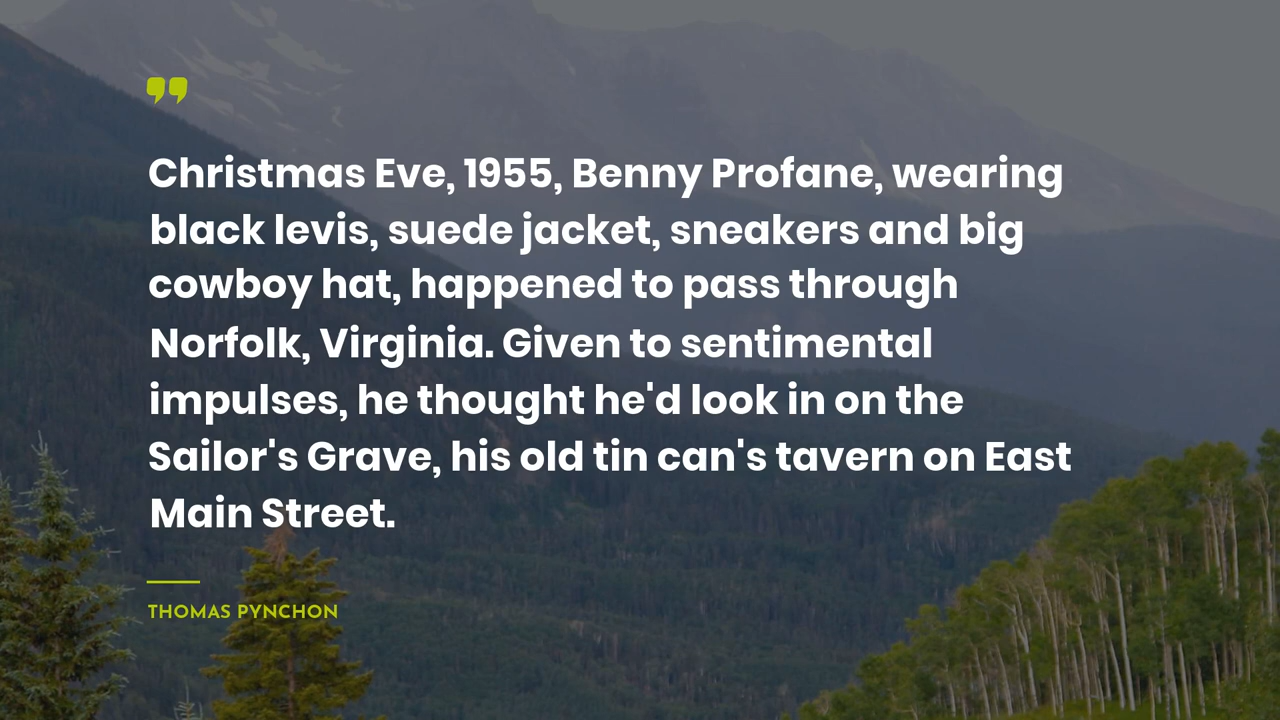 Christmas Eve, 1955, Benny Profane, wearing
black levis, suede jacket, sneakers and big
cowboy hat, happened to pass through
Norfolk, Virginia. Given to sentimental
impulses, he thought he'd look in on the
Sailor's Grave, his old tin can's tavern on East
Main Street.
THOMAS PYNCHON